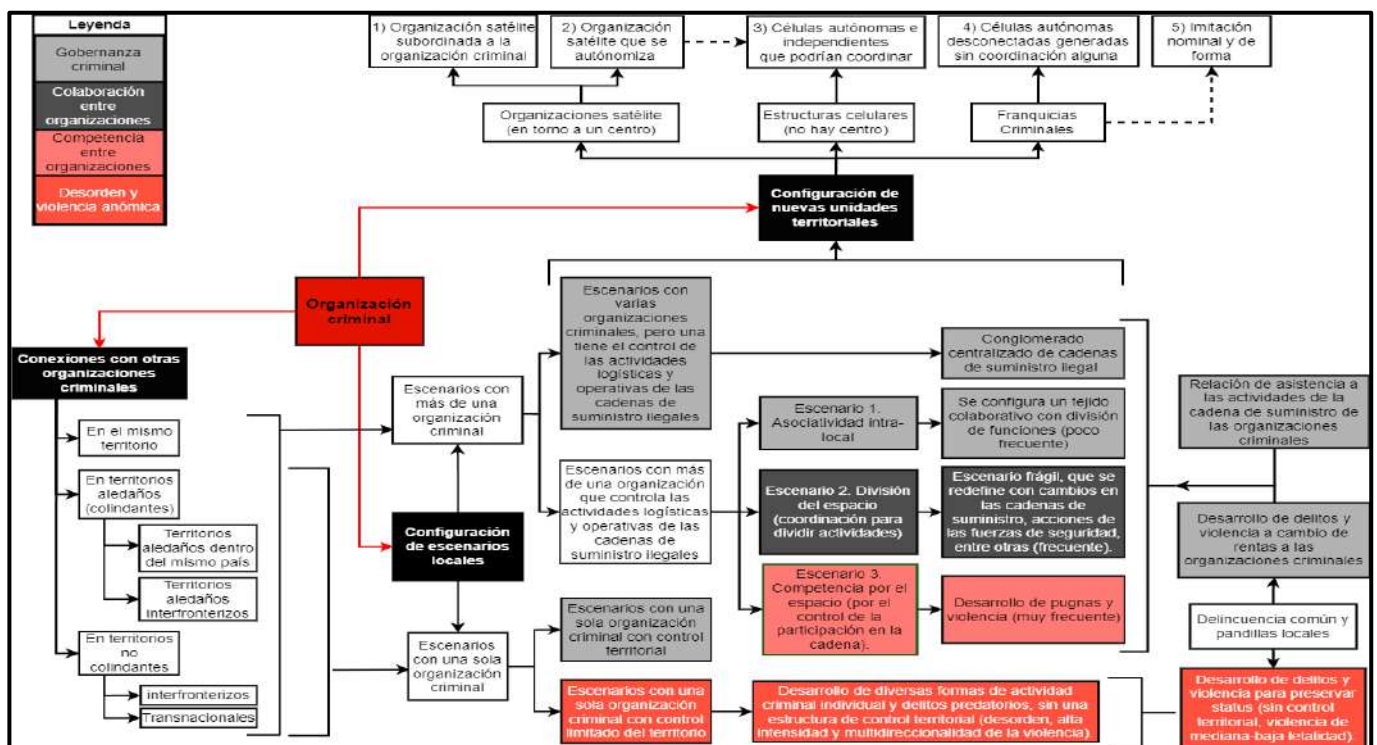 Leyenda
Gobernanza
criminal
Colaboración
entre
organizaciones
Competencia
entre
organizaciones
Desorden y
violencia anómica
1) Organización satélite
subordinada a la
organización criminal
2) Organización
satélite que se
autónomiza
3) Células autónomas e
independientes
que podrían coordinar
4) Células autónomas
desconectadas generadas
sin coordinación alguna
5) Imitación
nominal y de
forma
Organizaciones satélite
(en torno a un centro)
Estructuras celulares
(no hay centro)
Franquicias
Criminales
Configuración de
nuevas unidades
territoriales
Organización
criminal
Conexiones con otras
organizaciones
criminales
En el mismo
territorio
En territorios
aledaños
(colindantes)
Territorios
aledaños dentro
del mismo país
Territorios
aledaños
interfronterizos
En territorios
no
colindantes
interfronterizos
Transnacionales
Escenarios con
más de una
organización
criminal
Configuración
de escenarios
locales
Escenarios
con una sola
organización
criminal
Escenarios con
varias
organizaciones
criminales, pero una
tiene el control de
las actividades
logísticas y
operativas de las
cadenas de
suministro ilegales
Escenarios con más
de una organización
que controla las
actividades logísticas
y operativas de las
cadenas de
suministro ilegales
Escenarios con una
sola organización
criminal con control
territorial
Escenarios con una
sola organización
criminal con control
limitado del territorio
Escenario 1.
Asociatividad intra-
local
Escenario 2. División
del espacio
(coordinación para
dividir actividades)
Escenario 3.
Competencia por el
espacio (por el
control de la
participación en la
cadena).
Conglomerado
centralizado de cadenas
de suministro ilegal
Se configura un tejido
colaborativo con división
de funciones (poco
frecuente)
Escenario frágil, que se
redefine con cambios en
las cadenas de
suministro, acciones de
las fuerzas de seguridad,
entre otras (frecuente).
Desarrollo de pugnas y
violencia (muy frecuente)
Desarrollo de diversas formas de actividad
criminal individual y delitos predatorios, sin una
estructura de control territorial (desorden, alta
intensidad y multidireccionalidad de la violencia)
Relación de asistencia a
las actividades de la
cadena de suministro de
las organizaciones
criminales
Desarrollo de delitos y
violencia a cambio de
rentas a las
organizaciones criminales
Delincuencia común y
pandillas locales
Desarrollo de delitos y
violencia para preservar
status (sin control
territorial, violencia de
mediana-baja letalidad).